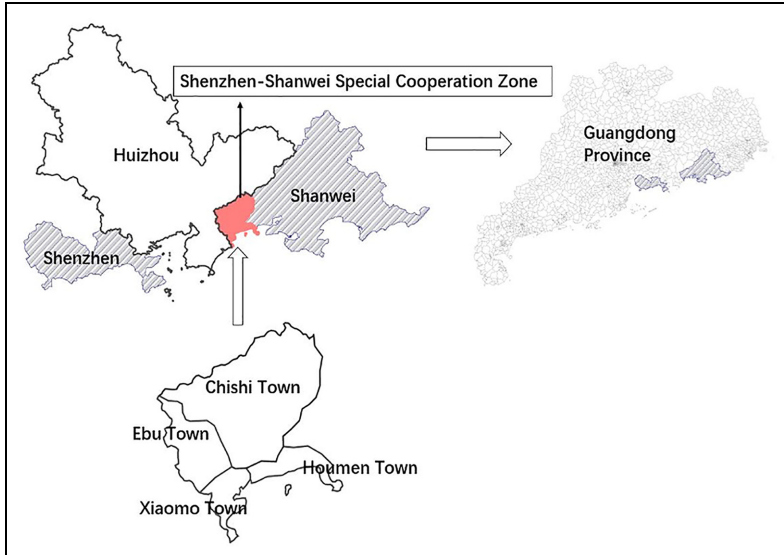 Shenzhen-Shanwei Special Cooperation Zone
Huizhou
Guangdong
Province
Shanwei
Shenzhen
Chishi Town
Ebu Town
Houmen Town
Xiaomo Town